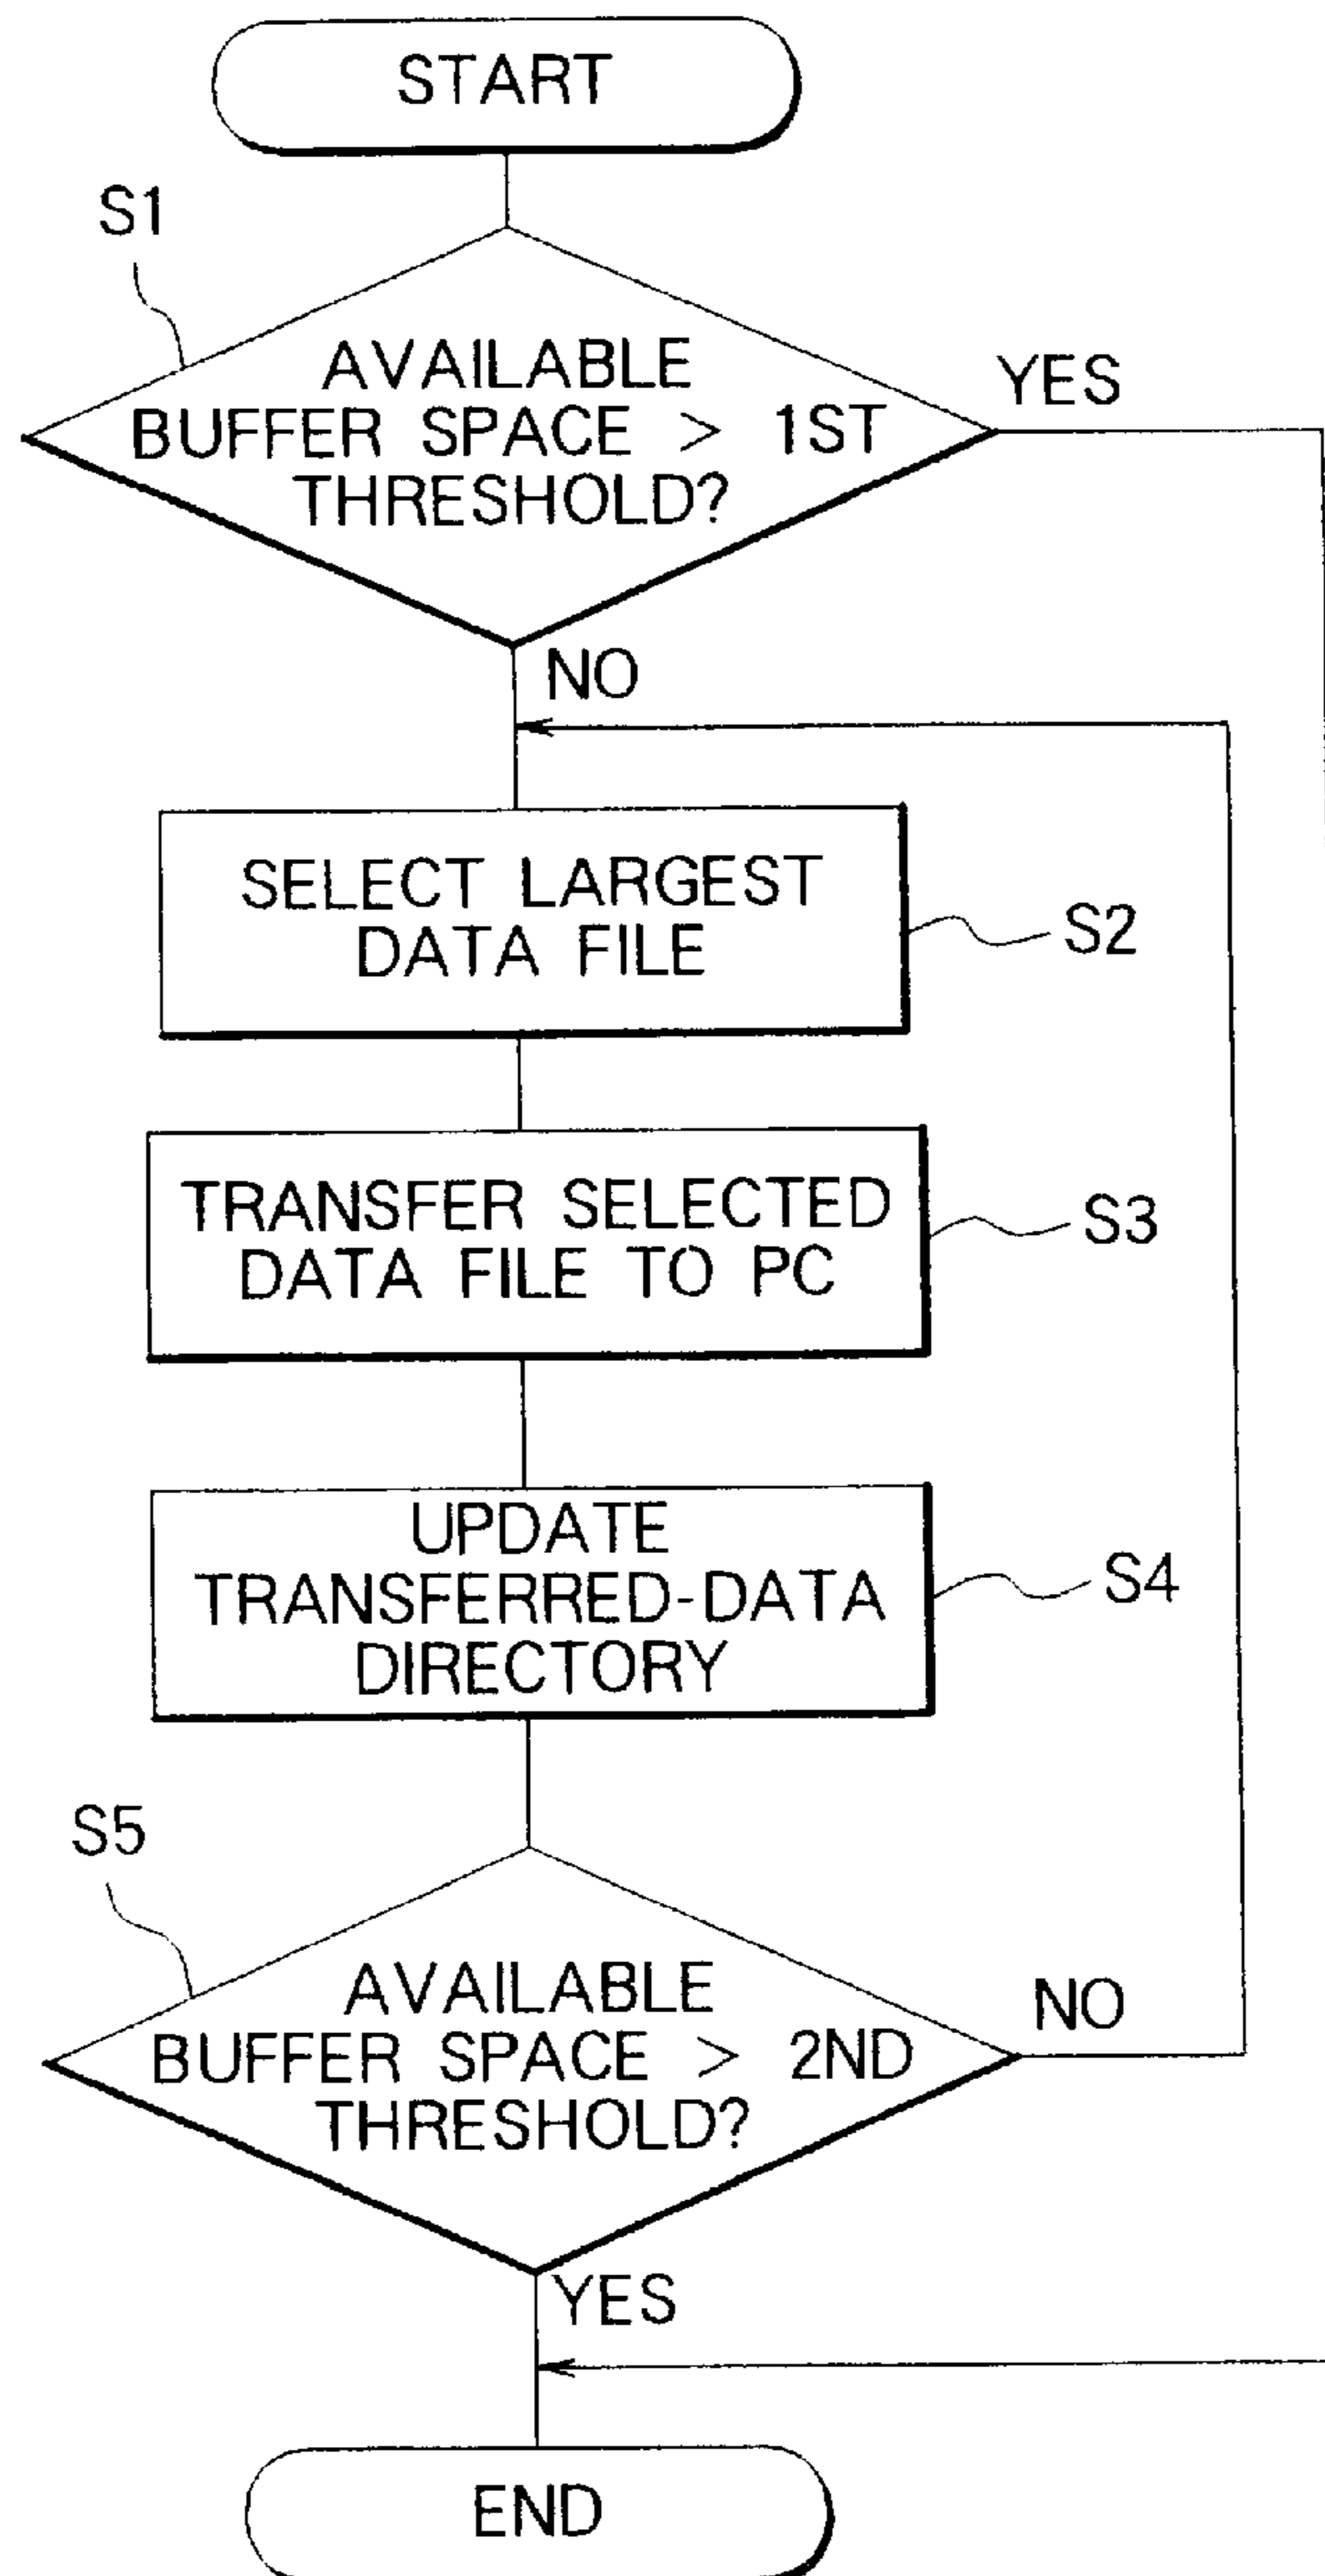 START
S1
AVAILABLE
BUFFER SPACE > 1ST
THRESHOLD?
YES
NO
SELECT LARGEST
DATA FILE
S2
TRANSFER SELECTED
DATA FILE TO PC
S3
UPDATE
TRANSFERRED-DATA
DIRECTORY
S4
S5
AVAILABLE
BUFFER SPACE > 2ND
THRESHOLD?
NO
YES
END